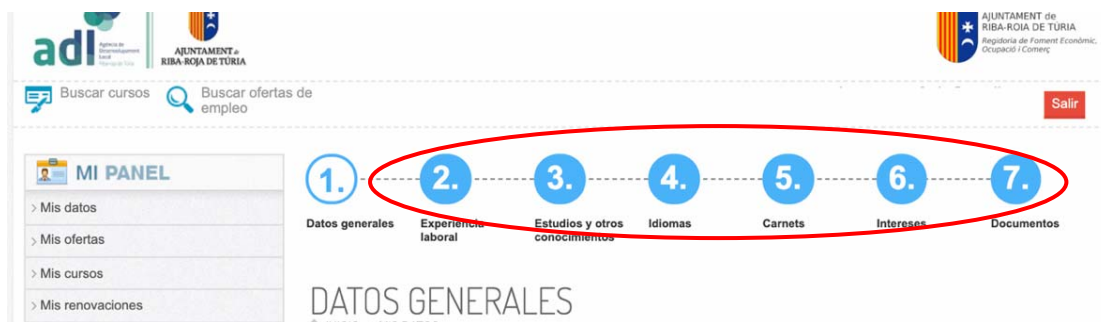 adl
Agència de
Desenvolupament
Local
AJUNTAMENT de
RIBA-ROJA DE TÚRIA
AJUNTAMENT de
RIBA-ROIA DE TÚRIA
Regidoria de Foment Econòmic,
Ocupació i Comerç
Buscar cursos
Buscar ofertas de
empleo
Salir
MI PANEL
> Mis datos
> Mis ofertas
> Mis cursos
> Mis renovaciones
1. 2. 3. 4. 5. 6. 7.
Datos generales Experiencia laboral Estudios y otros conocimientos Idiomas Carnets Intereses Documentos
DATOS GENERALES